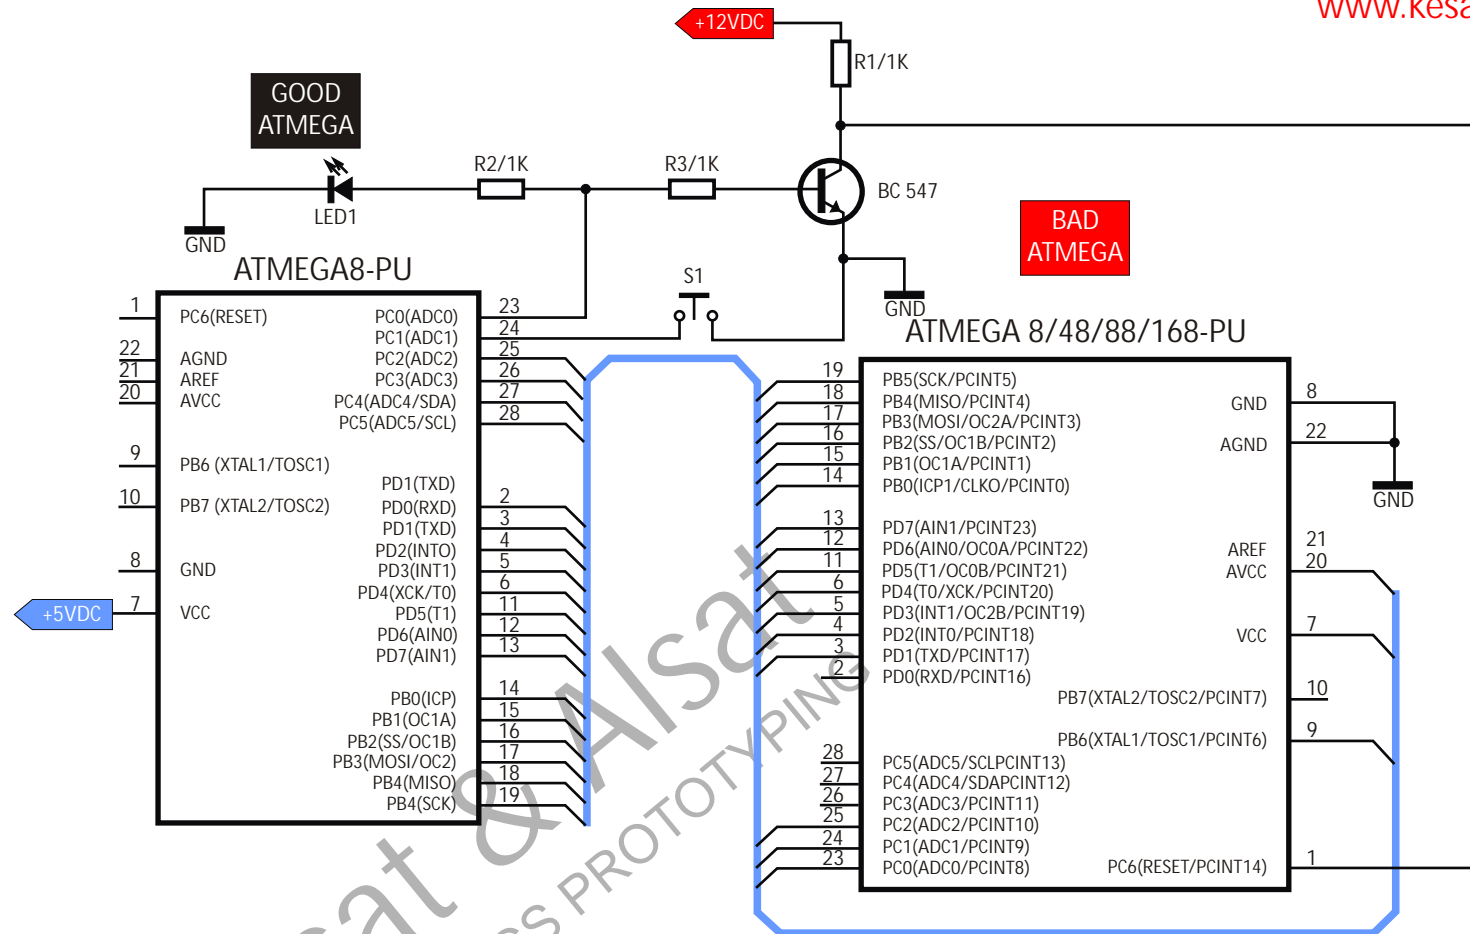 www.kesa
+12VDC
R1/1K
GOOD
ATMEGA
R2/1K
R3/1K
BC 547
LED1
GND
BAD
ATMEGA
ATMEGA8-PU
S1
GND
ATMEGA 8/48/88/168-PU
1 PC6(RESET)
22 AGND
21 AREF
20 AVCC
9 PB6 (XTAL1/TOSC1)
10 PB7 (XTAL2/TOSC2)
8 GND
+5VDC
7 VCC
PC0(ADC0) 23
PC1(ADC1) 24
PC2(ADC2) 25
PC3(ADC3) 26
PC4(ADC4/SDA) 27
PC5(ADC5/SCL) 28
PD1(TXD)
PD0(RXD) 2
PD1(TXD) 3
PD2(INTO) 4
PD3(INT1) 5
PD4(XCK/T0) 6
PD5(T1) 11
PD6(AIN0) 12
PD7(AIN1) 13
PB0(ICP) 14
PB1(OC1A) 15
PB2(SS/OC1B) 16
PB3(MOSI/OC2) 17
PB4(MISO) 18
PB4(SCK) 19
19 PB5(SCK/PCINT5)
18 PB4(MISO/PCINT4)
17 PB3(MOSI/OC2A/PCINT3)
16 PB2(SS/OC1B/PCINT2)
15 PB1(OC1A/PCINT1)
14 PB0(ICP1/CLKO/PCINT0)
13 PD7(AIN1/PCINT23)
12 PD6(AIN0/OC0A/PCINT22)
11 PD5(T1/OC0B/PCINT21)
6 PD4(T0/XCK/PCINT20)
5 PD3(INT1/OC2B/PCINT19)
4 PD2(INT0/PCINT18)
3 PD1(TXD/PCINT17)
2 PD0(RXD/PCINT16)
28 PC5(ADC5/SCLPCINT13)
27 PC4(ADC4/SDAPCINT12)
26 PC3(ADC3/PCINT11)
25 PC2(ADC2/PCINT10)
24 PC1(ADC1/PCINT9)
23 PC0(ADC0/PCINT8)
GND 8
AGND 22
GND
AREF 21
AVCC 20
VCC 7
PB7(XTAL2/TOSC2/PCINT7) 10
PB6(XTAL1/TOSC1/PCINT6) 9
PC6(RESET/PCINT14) 1
sat & Alsat
SS PROTOTYPING